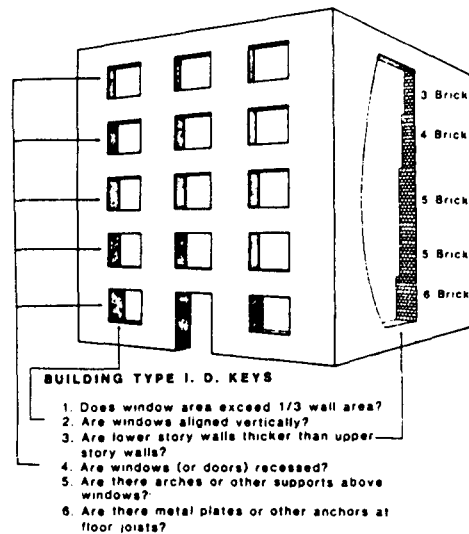 3 Brick
4 Brick
5 Brick
5 Brick
6 Brick
BUILDING TYPE I. D. KEYS
1. Does window area exceed 1/3 wall area?
2. Are windows aligned vertically?
3. Are lower story walls thicker than upper
story walls?
4. Are windows (or doors) recessed?
5. Are there arches or other supports above
windows?
6. Are there metal plates or other anchors at
floor joists?